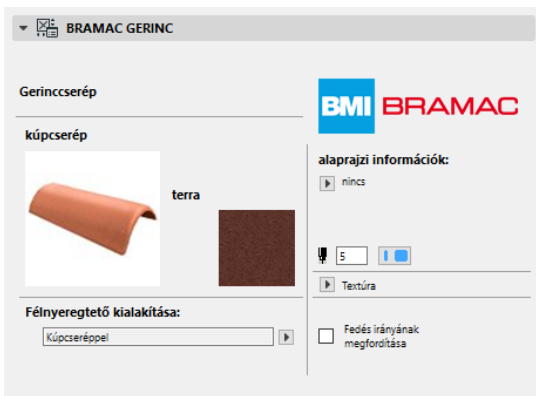 BRAMAC GERINC
Gerinccserép
BMI BRAMAC
kúpcserép
terra
alaprajzi információk:
nincs
5
Textúra
Félnyeregtető kialakítása:
Kúpcseréppel
Fedés irányának
megfordítása